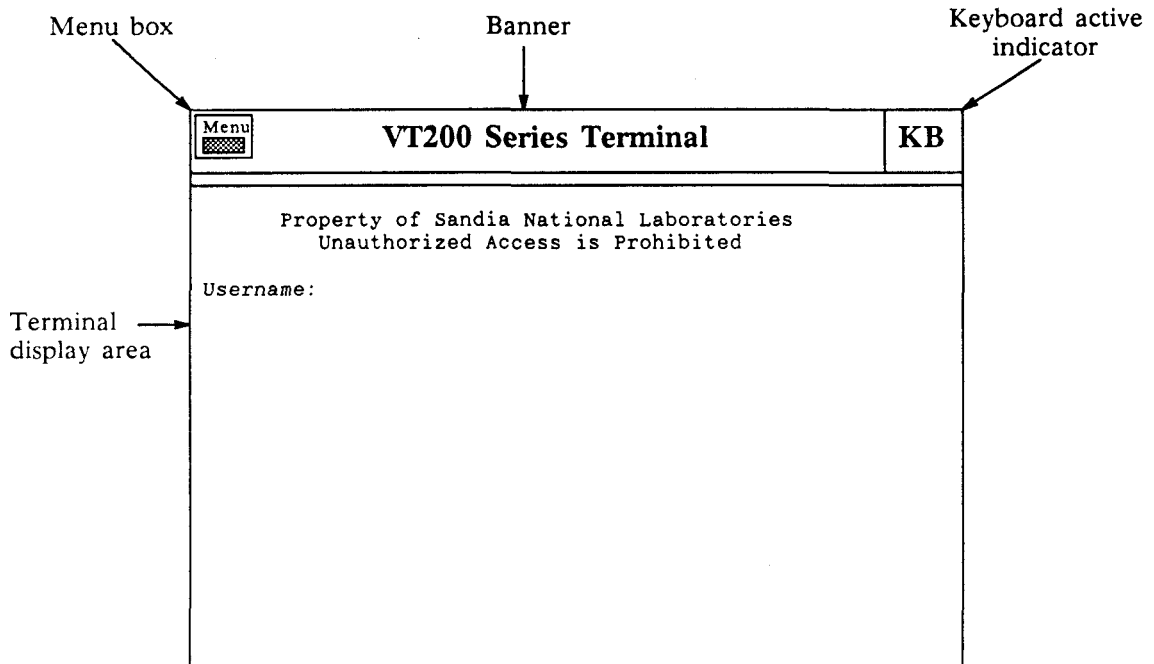 Menu box
Banner
Keyboard active
indicator
Menu
VT200 Series Terminal
KB
Property of Sandia National Laboratories
Unauthorized Access is Prohibited
Username:
Terminal
display area